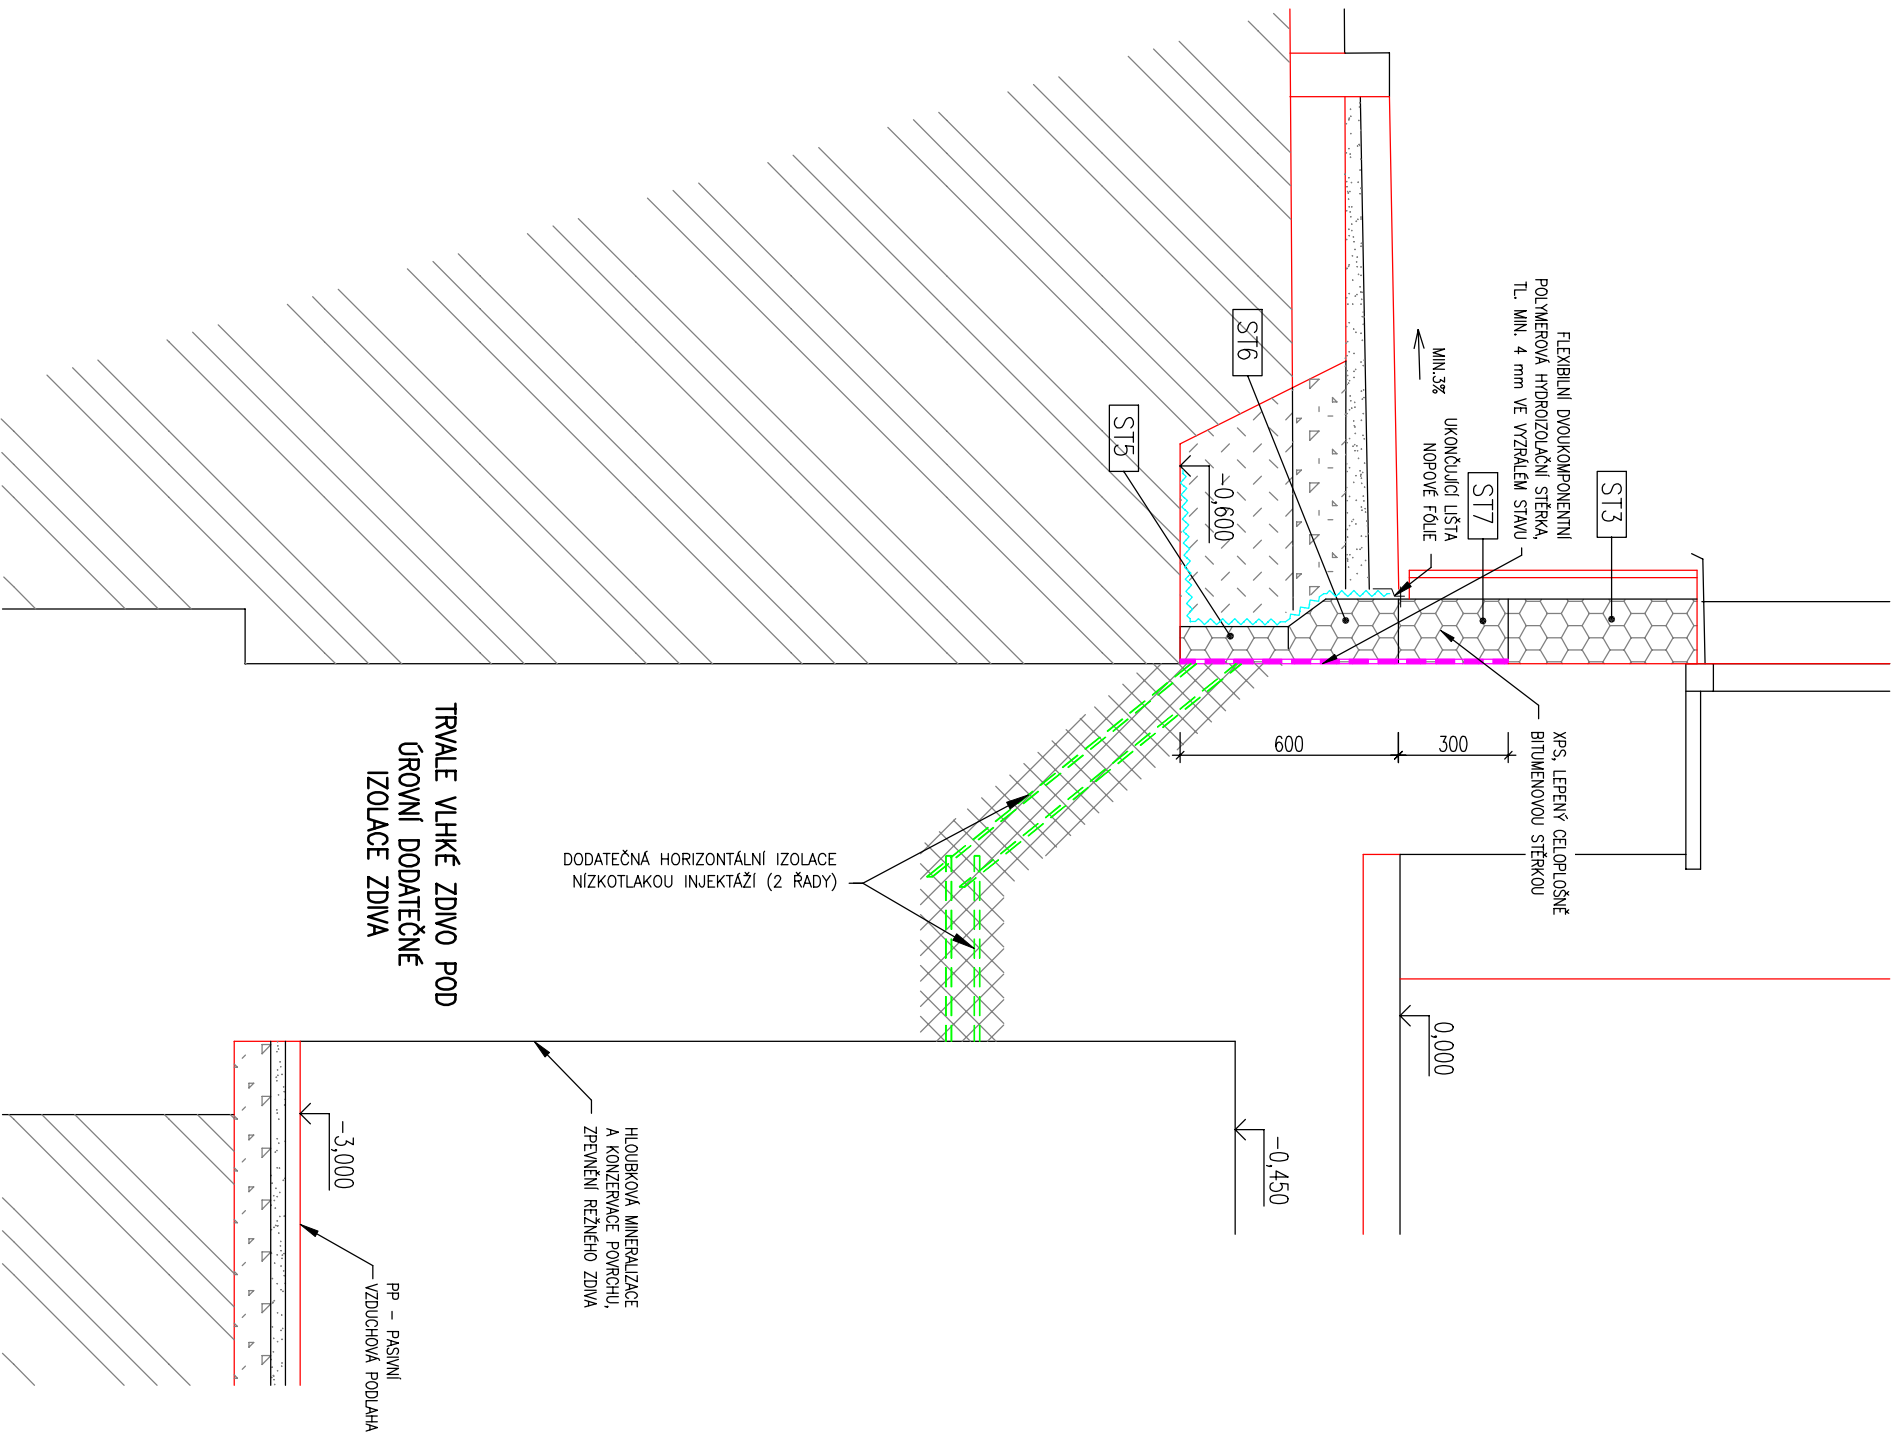 ST3
FLEXIBILNÍ DVOUKOMPONENTNÍ
POLYMEROVÁ HYDROIZOLAČNÍ STĚRKA,
TL. MIN. 4 mm VE VYZRÁLÉM STAVU
ST7
UKONČUJÍCÍ LIŠTA
NOPOVÉ FÓLIE
MIN.3%
ST6
-0,600
ST5
XPS, LEPENÝ CELOPLOŠNĚ
BITUMENOVOU STĚRKOU
300
600
0,000
-0,450
DODATEČNÁ HORIZONTÁLNÍ IZOLACE
NÍZKOTLAKOU INJEKTÁŽÍ (2 ŘADY)
TRVALE VLHKÉ ZDIVO POD
ÚROVNÍ DODATEČNÉ
IZOLACE ZDIVA
HLOUBKOVÁ MINERALIZACE
A KONZERVACE POVRCHU,
ZPEVNĚNÍ REŽNÉHO ZDIVA
-3,000
PP - PASIVNÍ
VZDUCHOVÁ PODLAHA